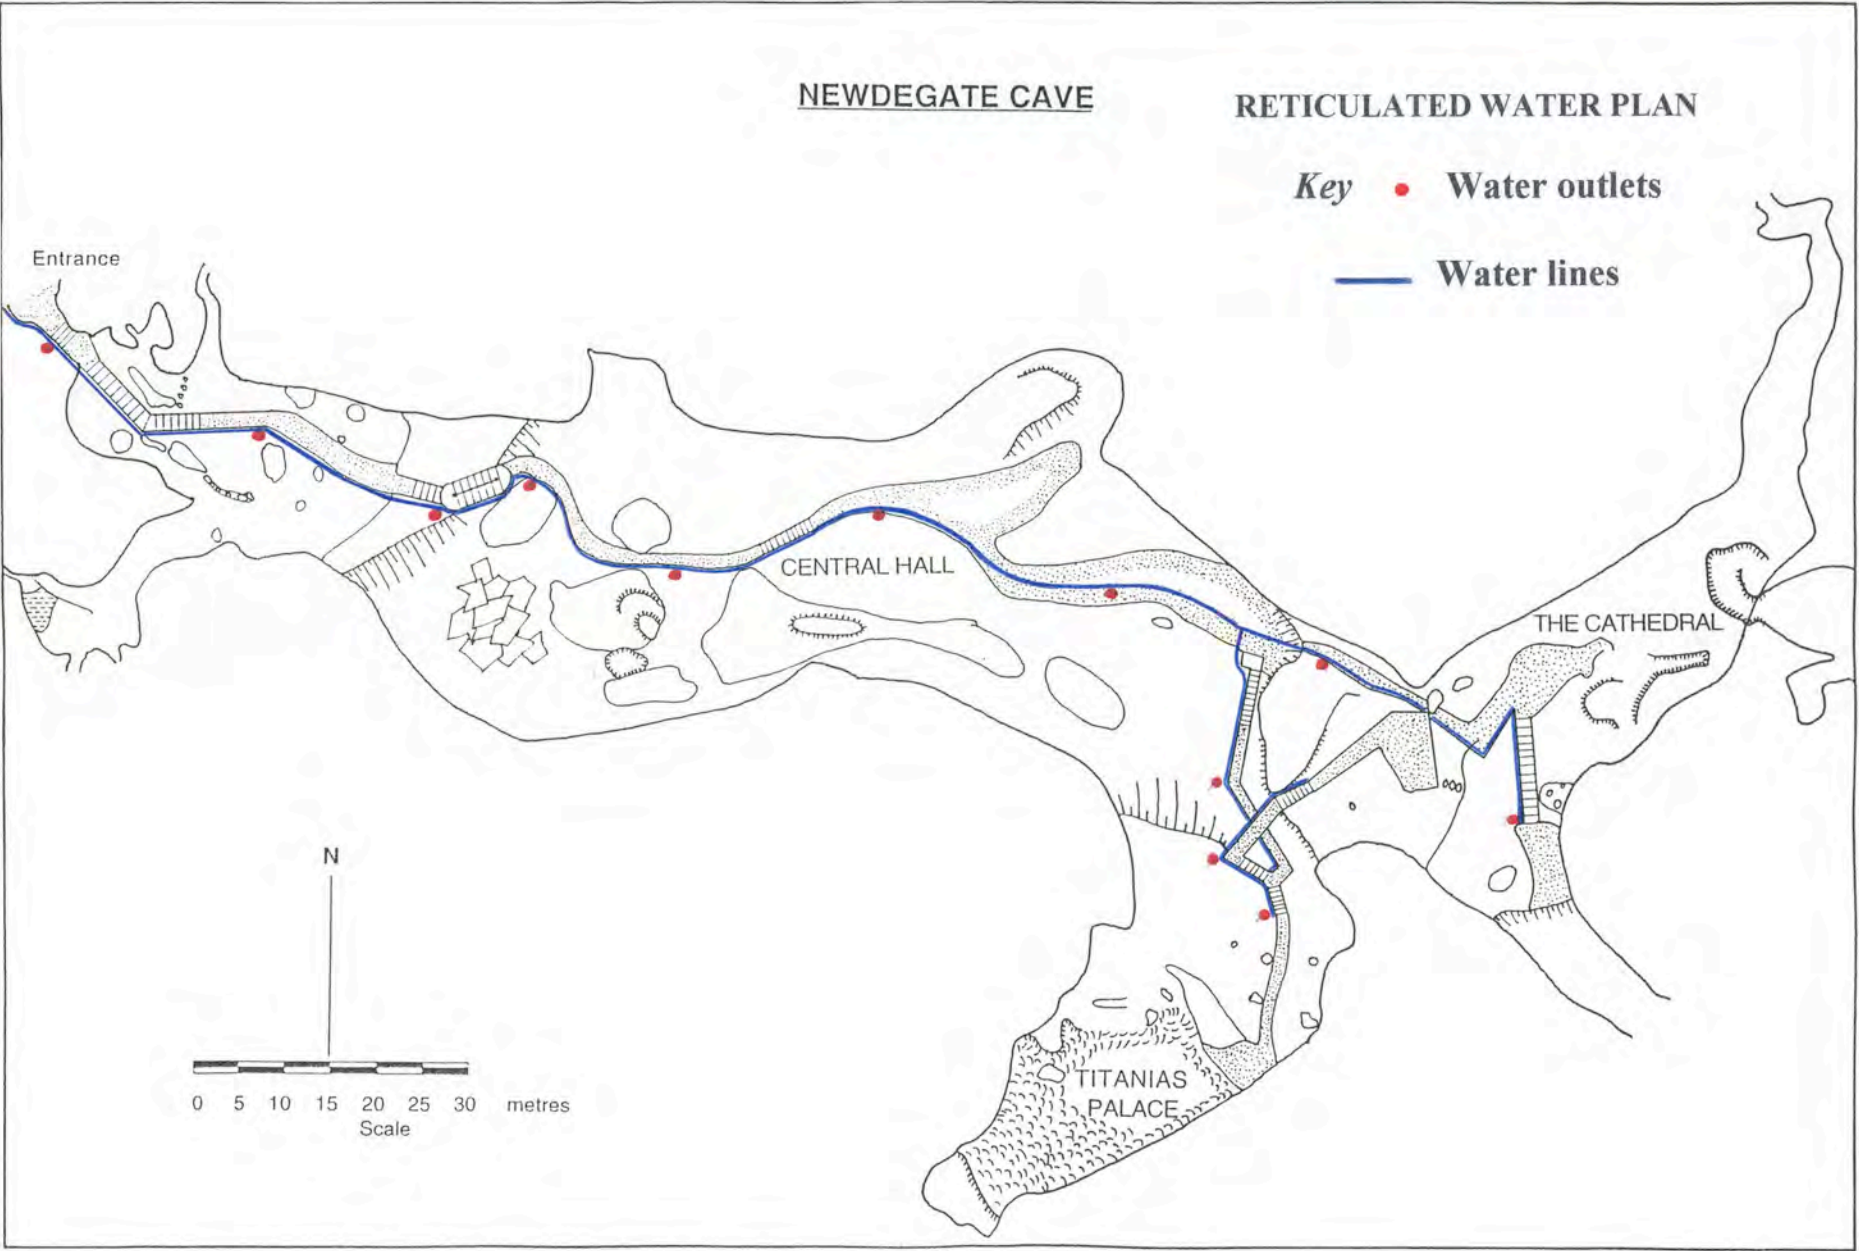 NEWDEGATE CAVE
RETICULATED WATER PLAN
Key Water outlets
Water lines
Entrance
CENTRAL HALL
THE CATHEDRAL
N
TITANIAS
PALACE
0 5 10 15 20 25 30 metres
Scale